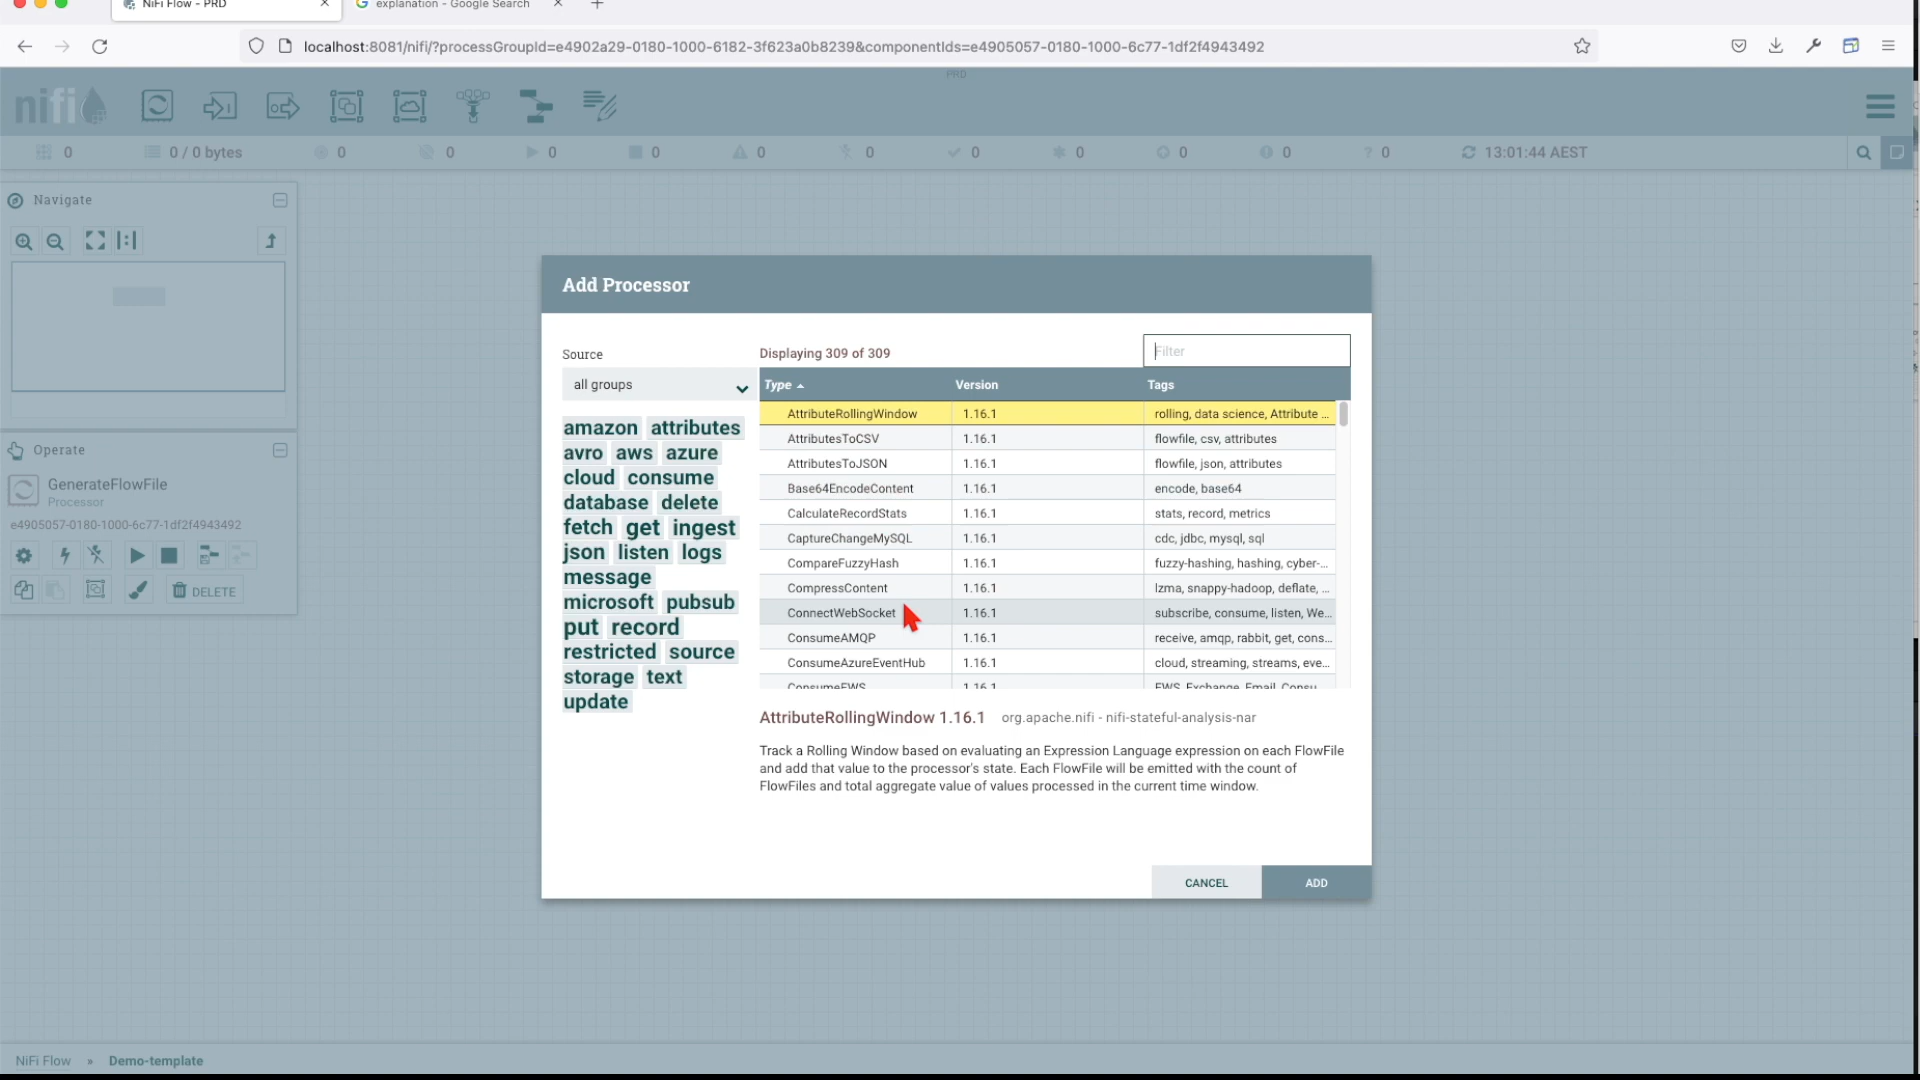 NiFi Flow - PRD
explanation - Google Search
localhost:8081/nifi/?processGroupId=e4902a29-0180-1000-6182-3f623a0b8239&componentIds=e4905057-0180-1000-6c77-1df2f4943492
PRD
nifi
0
0 / 0 bytes
0
0
0
0
0
0
0
0
0
0
0
13:01:44 AEST
Navigate
Operate
GenerateFlowFile
Processor
e4905057-0180-1000-6c77-1df2f4943492
DELETE
Add Processor
Source
Displaying 309 of 309
Filter
all groups
Type
Version
Tags
amazon attributes
avro aws azure
cloud consume
database delete
fetch get ingest
json listen logs
message
microsoft pubsub
put record
restricted source
storage text
update
AttributeRollingWindow 1.16.1 rolling, data science, Attribute ...
AttributesToCSV 1.16.1 flowfile, csv, attributes
AttributesToJSON 1.16.1 flowfile, json, attributes
Base64EncodeContent 1.16.1 encode, base64
CalculateRecordStats 1.16.1 stats, record, metrics
CaptureChangeMySQL 1.16.1 cdc, jdbc, mysql, sql
CompareFuzzyHash 1.16.1 fuzzy-hashing, hashing, cyber-...
CompressContent 1.16.1 lzma, snappy-hadoop, deflate, ...
ConnectWebSocket 1.16.1 subscribe, consume, listen, We...
ConsumeAMQP 1.16.1 receive, amqp, rabbit, get, cons...
ConsumeAzureEventHub 1.16.1 cloud, streaming, streams, eve...
ConsumeEWS 1.16.1 EWS, Exchange, Email, Consu...
AttributeRollingWindow 1.16.1 org.apache.nifi - nifi-stateful-analysis-nar
Track a Rolling Window based on evaluating an Expression Language expression on each FlowFile
and add that value to the processor's state. Each FlowFile will be emitted with the count of
FlowFiles and total aggregate value of values processed in the current time window.
CANCEL
ADD
NiFi Flow » Demo-template